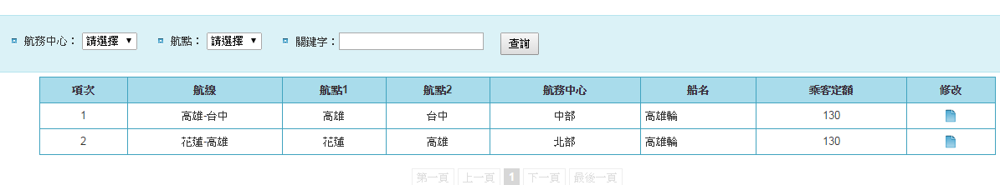 航務中心： 請選擇 航點： 請選擇 關鍵字： 查詢
項次 航線 航點1 航點2 航務中心 船名 乘客定額 修改
1 高雄-台中 高雄 台中 中部 高雄輪 130
2 花蓮-高雄 花蓮 高雄 北部 高雄輪 130
第一頁 上一頁 1 下一頁 最後一頁